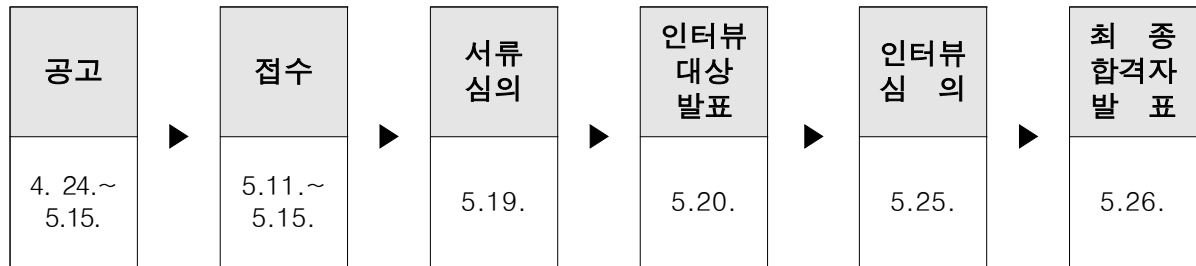 공고
4. 24.~
5.15.
▶
접수
5.11.~
5.15.
▶
서류
심의
5.19.
▶
인터뷰
대상
발표
5.20.
▶
인터뷰
심 의
5.25.
▶
최 종
합격자
발 표
5.26.